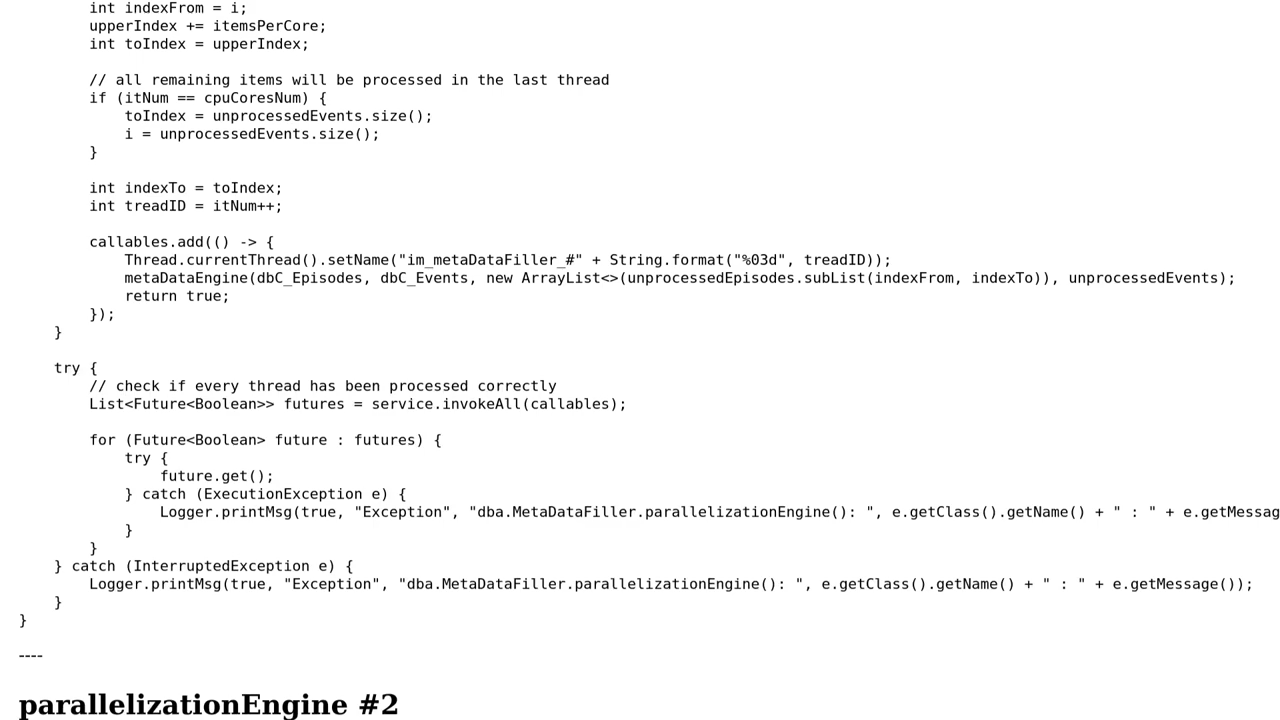 int indexFrom = i;
upperIndex += itemsPerCore;
int toIndex = upperIndex;
// all remaining items will be processed in the last thread
if (itNum == cpuCoresNum) {
toIndex = unprocessedEvents.size();
i = unprocessedEvents.size();
}
int indexTo = toIndex;
int treadID = itNum++;
callables.add(() -> {
Thread.currentThread().setName("im_metaDataFiller_#" + String.format("%03d", treadID));
metaDataEngine(dbC_Episodes, dbC_Events, new ArrayList<>(unprocessedEpisodes.subList(indexFrom, indexTo)), unprocessedEvents);
return true;
});
}
try {
// check if every thread has been processed correctly
List<Future<Boolean>> futures = service.invokeAll(callables);
for (Future<Boolean> future : futures) {
try {
future.get();
} catch (ExecutionException e) {
Logger.printMsg(true, "Exception", "dba.MetaDataFiller.parallelizationEngine(): ", e.getClass().getName() + " : " + e.getMessag
}
}
} catch (InterruptedException e) {
Logger.printMsg(true, "Exception", "dba.MetaDataFiller.parallelizationEngine(): ", e.getClass().getName() + " : " + e.getMessage());
}
}
----
parallelizationEngine #2